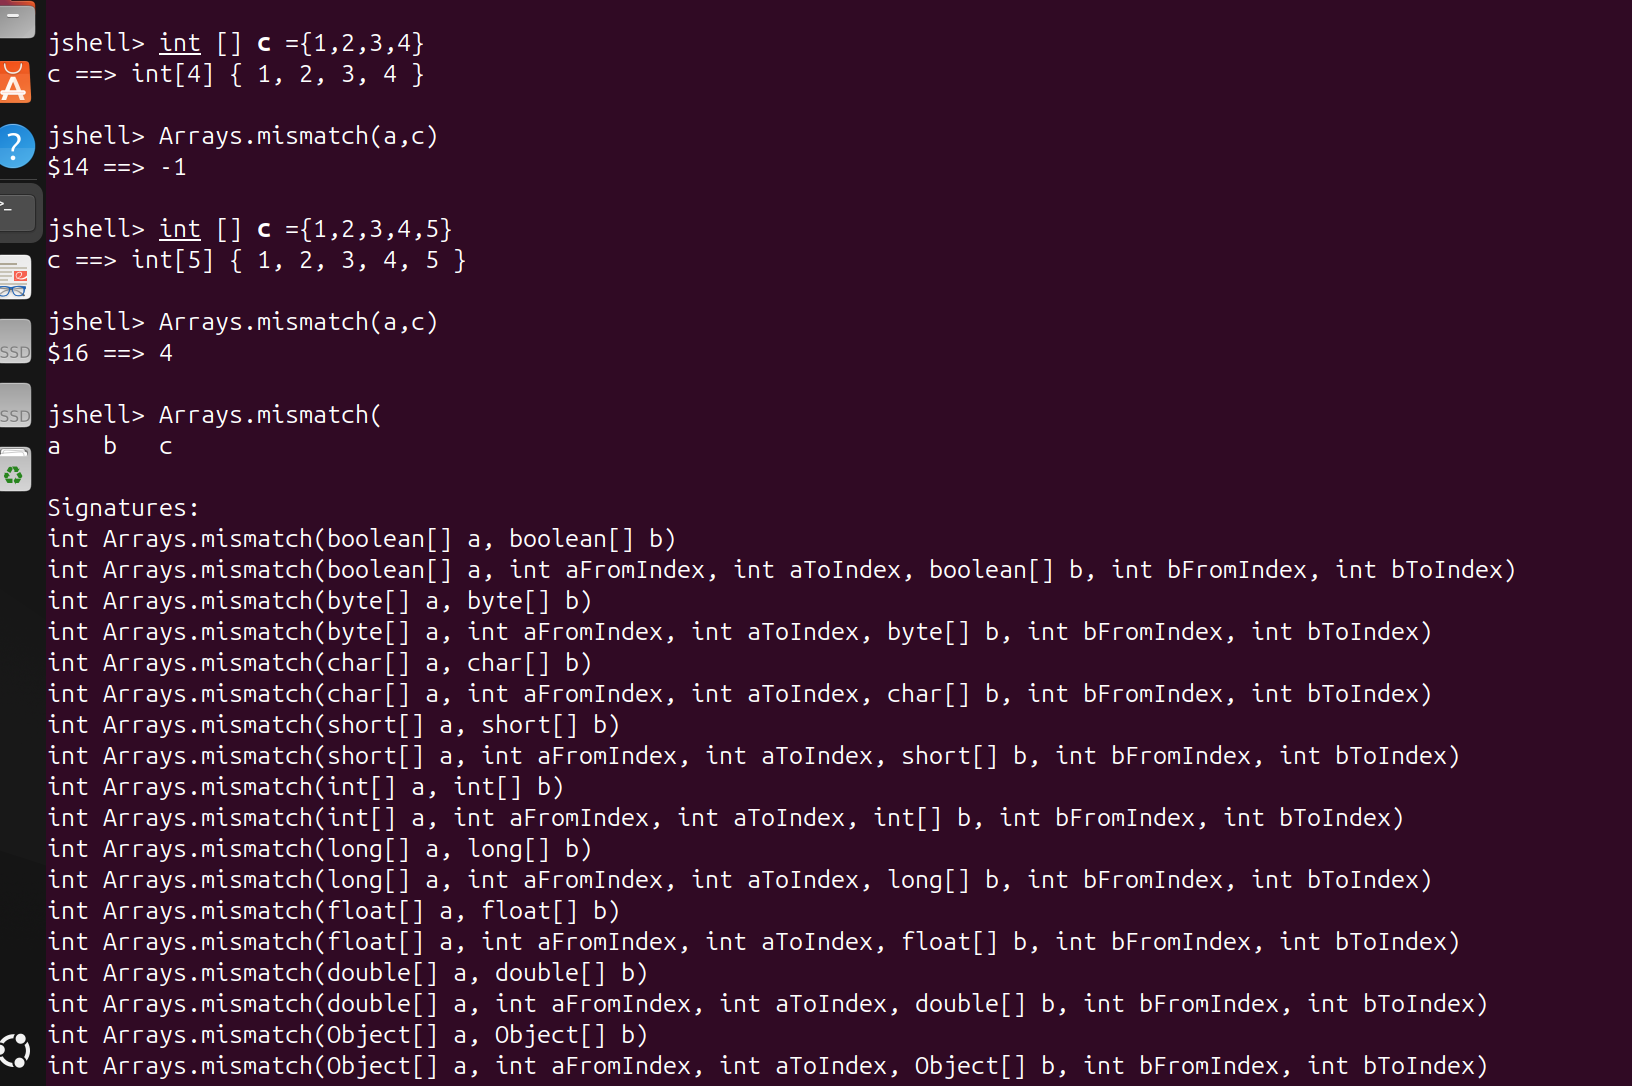 jshell> int [] c ={1,2,3,4}
c ==> int[4] { 1, 2, 3, 4 }
jshell> Arrays.mismatch(a,c)
$14 ==> -1
jshell> int [] c ={1,2,3,4,5}
c ==> int[5] { 1, 2, 3, 4, 5 }
jshell> Arrays.mismatch(a,c)
$16 ==> 4
jshell> Arrays.mismatch(
a   b   c
Signatures:
int Arrays.mismatch(boolean[] a, boolean[] b)
int Arrays.mismatch(boolean[] a, int aFromIndex, int aToIndex, boolean[] b, int bFromIndex, int bToIndex)
int Arrays.mismatch(byte[] a, byte[] b)
int Arrays.mismatch(byte[] a, int aFromIndex, int aToIndex, byte[] b, int bFromIndex, int bToIndex)
int Arrays.mismatch(char[] a, char[] b)
int Arrays.mismatch(char[] a, int aFromIndex, int aToIndex, char[] b, int bFromIndex, int bToIndex)
int Arrays.mismatch(short[] a, short[] b)
int Arrays.mismatch(short[] a, int aFromIndex, int aToIndex, short[] b, int bFromIndex, int bToIndex)
int Arrays.mismatch(int[] a, int[] b)
int Arrays.mismatch(int[] a, int aFromIndex, int aToIndex, int[] b, int bFromIndex, int bToIndex)
int Arrays.mismatch(long[] a, long[] b)
int Arrays.mismatch(long[] a, int aFromIndex, int aToIndex, long[] b, int bFromIndex, int bToIndex)
int Arrays.mismatch(float[] a, float[] b)
int Arrays.mismatch(float[] a, int aFromIndex, int aToIndex, float[] b, int bFromIndex, int bToIndex)
int Arrays.mismatch(double[] a, double[] b)
int Arrays.mismatch(double[] a, int aFromIndex, int aToIndex, double[] b, int bFromIndex, int bToIndex)
int Arrays.mismatch(Object[] a, Object[] b)
int Arrays.mismatch(Object[] a, int aFromIndex, int aToIndex, Object[] b, int bFromIndex, int bToIndex)
A
?
>_
SSD
SSD